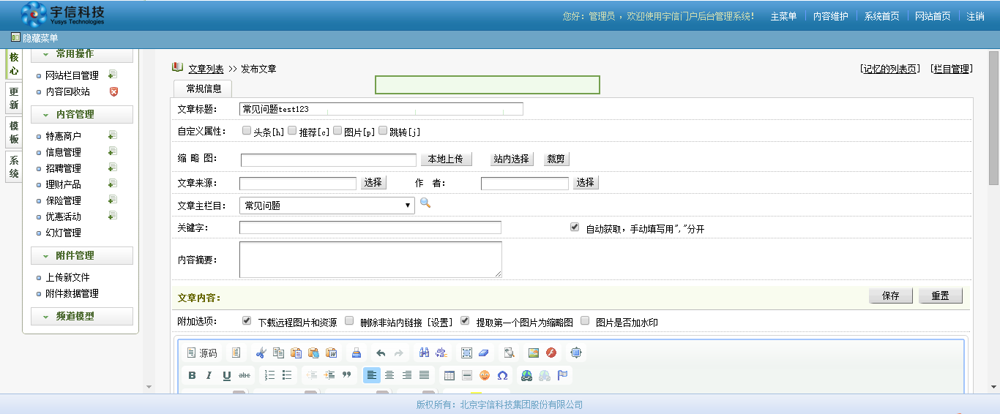 宇信科技
Yusys Technologies
您好：管理员 ，欢迎使用宇信门户后台管理系统！ 主菜单 内容维护 系统首页 网站首页 注销
隐藏菜单
核心
更新
模板
系统
常用操作
网站栏目管理
内容回收站
内容管理
特惠商户
信息管理
招聘管理
理财产品
保险管理
优惠活动
幻灯管理
附件管理
上传新文件
附件数据管理
频道模型
文章列表 >> 发布文章 [记忆的列表页] [栏目管理]
常规信息
文章标题： 常见问题test123
自定义属性： 头条[h] 推荐[c] 图片[p] 跳转[j]
缩 略 图： 本地上传 站内选择 裁剪
文章来源： 选择 作 者： 选择
文章主栏目： 常见问题
关键字： 自动获取，手动填写用","分开
内容摘要：
文章内容： 保存 重置
附加选项： 下载远程图片和资源 删除非站内链接 [设置] 提取第一个图片为缩略图 图片是否加水印
源码
B I U abc
版权所有：北京宇信科技集团股份有限公司